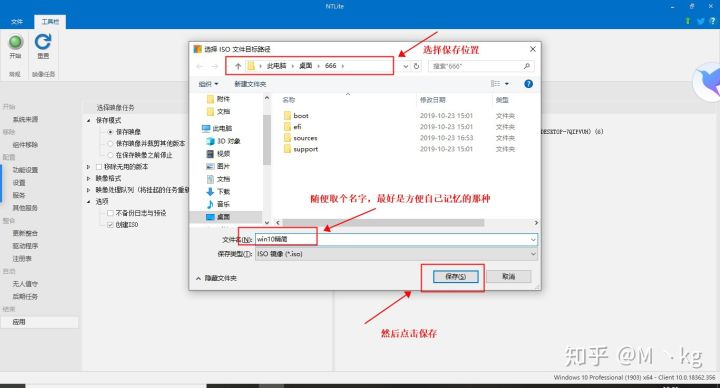 NTLite
文件
工具栏
开始
重置
常规
映像任务
选择 ISO 文件目标路径
选择保存位置
此电脑 › 桌面 › 666 ›
搜索"666"
组织
新建文件夹
附件
文档
此电脑
3D 对象
视频
图片
文档
下载
音乐
桌面
名称
修改日期
类型
boot 2019-10-23 15:01 文件夹
efi 2019-10-23 15:01 文件夹
sources 2019-10-23 16:53 文件夹
support 2019-10-23 15:01 文件夹
随便取个名字，最好是方便自己记忆的那种
文件名(N): win10精简
保存类型(T): ISO 镜像 (*.iso)
隐藏文件夹
保存(S)
取消
然后点击保存
开始
系统来源
移除
组件移除
配置
功能设置
设置
服务
其他服务
整合
更新整合
驱动程序
注册表
自动
无人值守
后期任务
结束
应用
选择映像任务
保存模式
保存映像
保存映像并裁剪其他版本
在保存映像之前停止
移除无用的版本
映像格式
映像处理队列 (将挂起的任务重新
选项
不备份日志与预设
创建ISO
DESKTOP-7QIPVUH) (6)
知乎 @M丶kg
Windows 10 Professional (1903) x64 - Client 10.0.18362.356